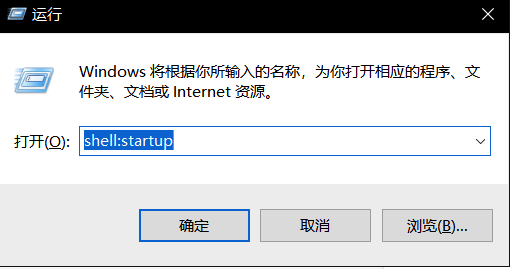 运行
Windows 将根据你所输入的名称，为你打开相应的程序、文
件夹、文档或 Internet 资源。
打开(O): shell:startup
确定 取消 浏览(B)...